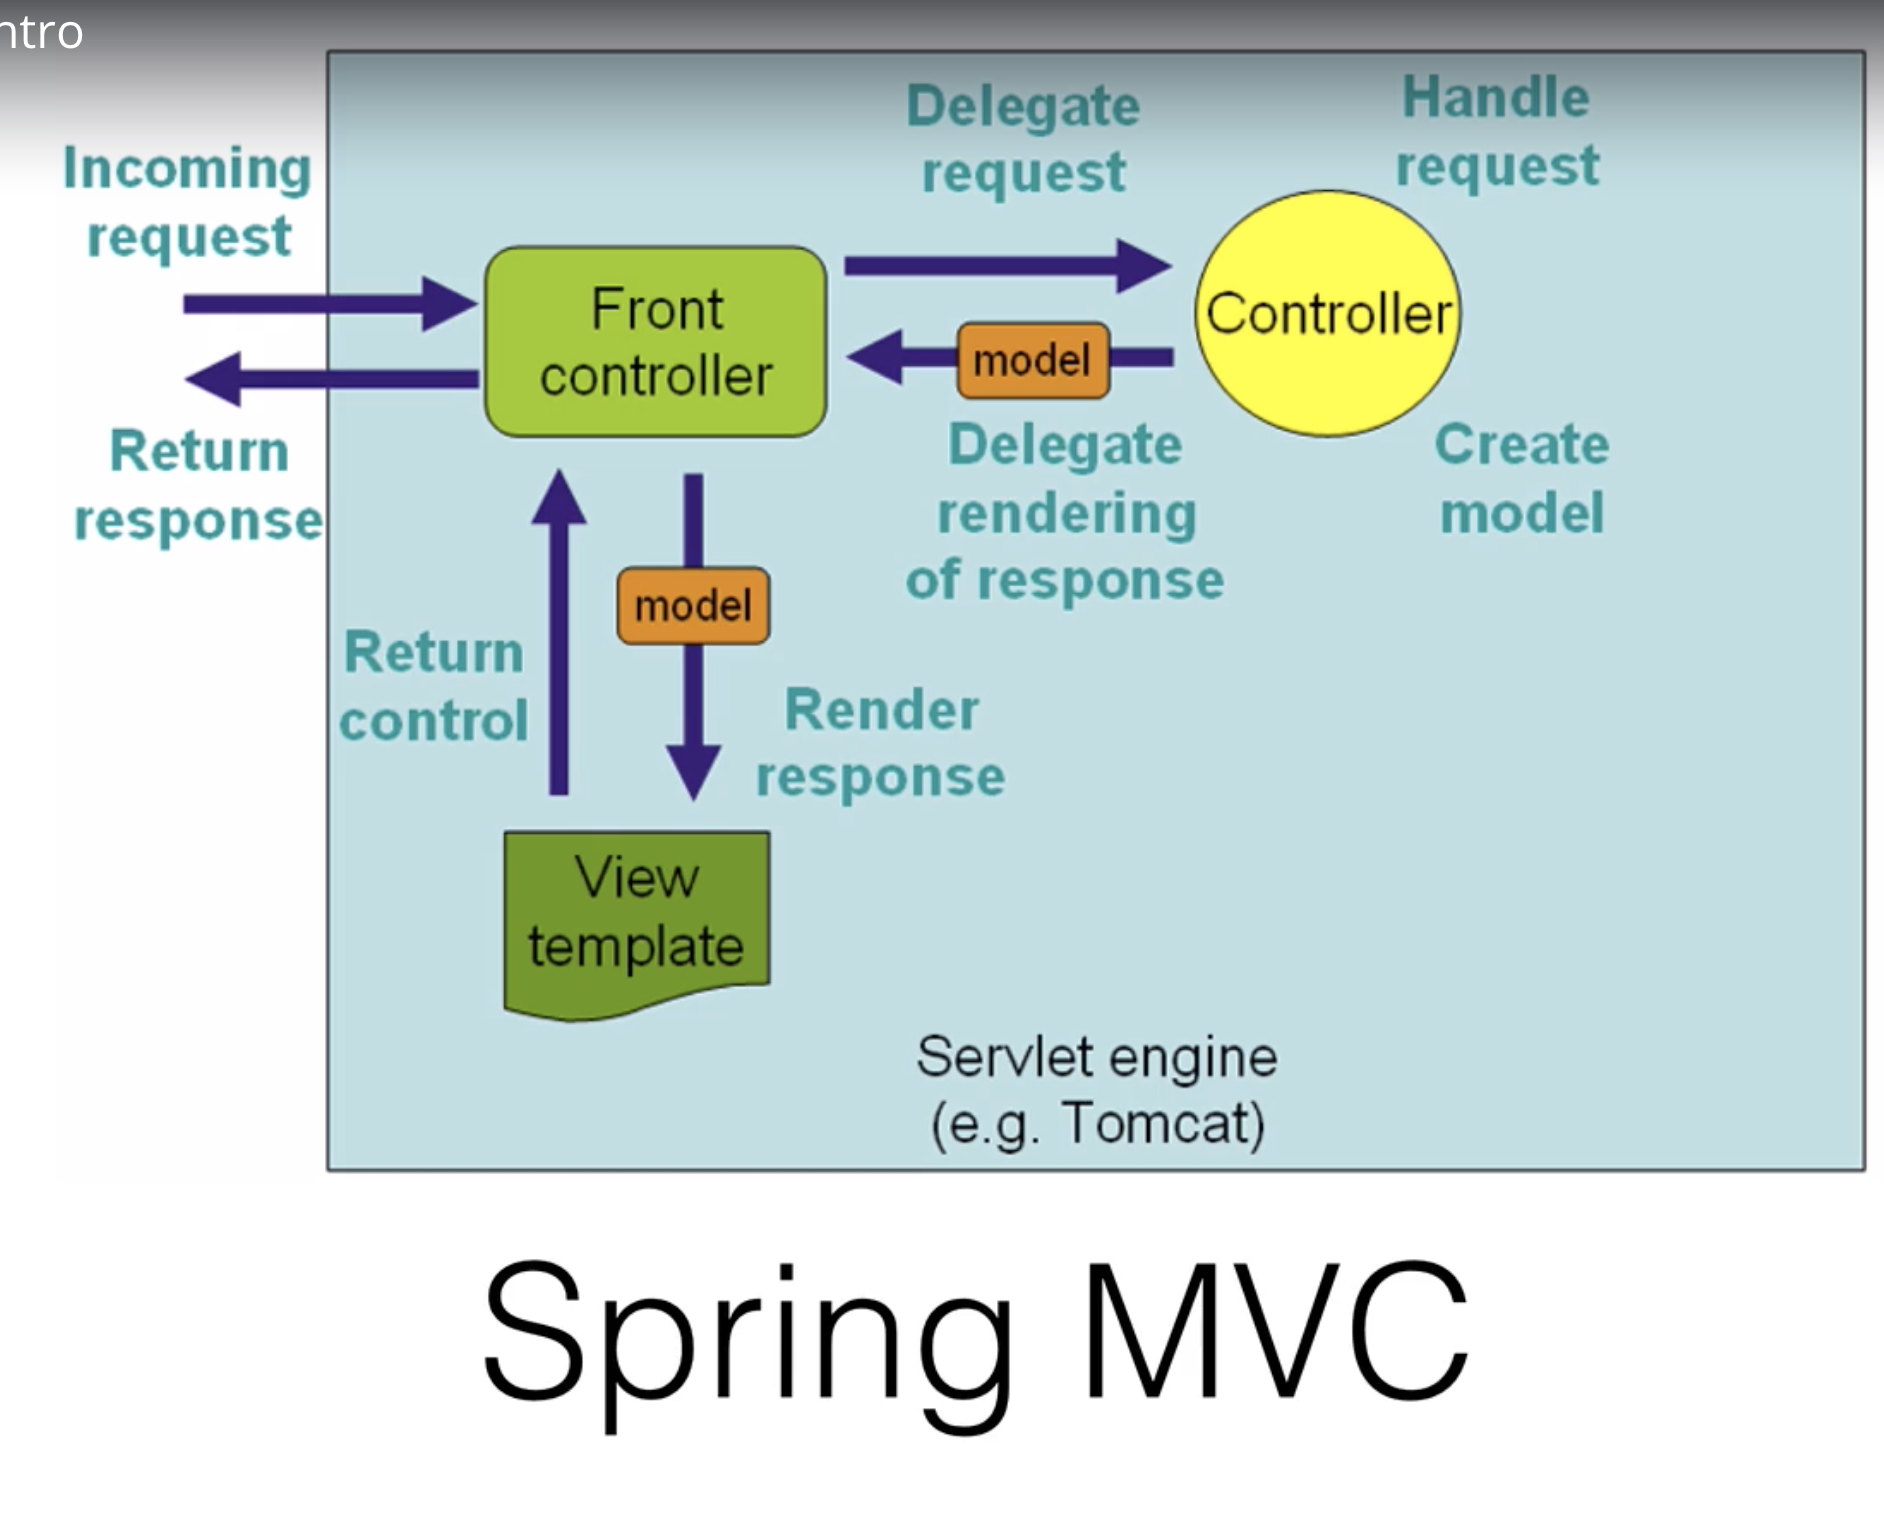 ntro
Incoming
request
Delegate
request
Handle
request
Front
controller
Controller
model
Return
response
Delegate
rendering
of response
Create
model
model
Return
control
Render
response
View
template
Servlet engine
(e.g. Tomcat)
Spring MVC